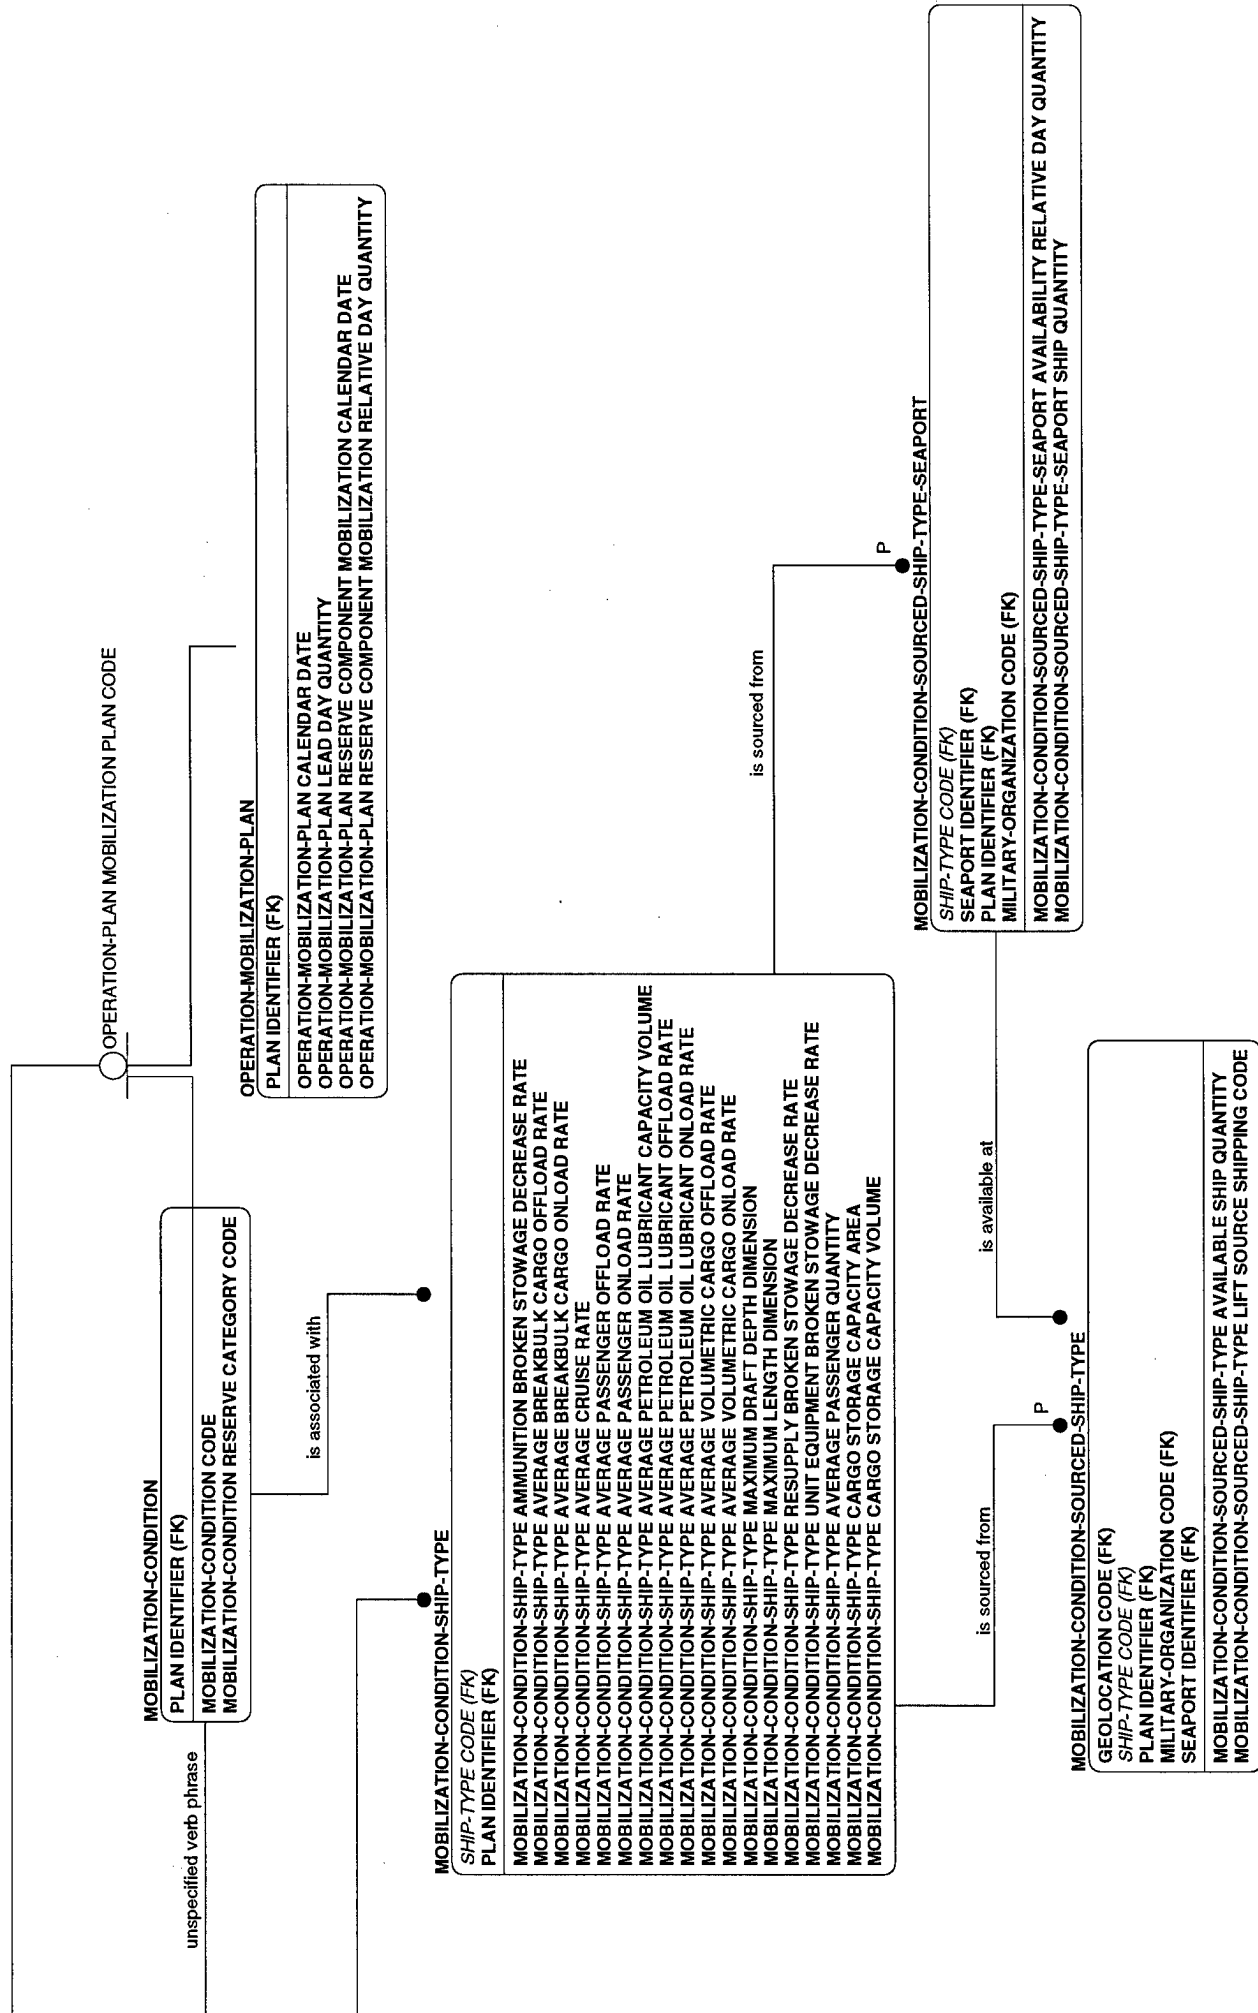 OPERATION-PLAN MOBILIZATION PLAN CODE
unspecified verb phrase
MOBILIZATION-CONDITION
PLAN IDENTIFIER (FK)
MOBILIZATION-CONDITION CODE
MOBILIZATION-CONDITION RESERVE CATEGORY CODE
OPERATION-MOBILIZATION-PLAN
PLAN IDENTIFIER (FK)
OPERATION-MOBILIZATION-PLAN CALENDAR DATE
OPERATION-MOBILIZATION-PLAN LEAD DAY QUANTITY
OPERATION-MOBILIZATION-PLAN RESERVE COMPONENT MOBILIZATION CALENDAR DATE
OPERATION-MOBILIZATION-PLAN RESERVE COMPONENT MOBILIZATION RELATIVE DAY QUANTITY
is associated with
MOBILIZATION-CONDITION-SHIP-TYPE
SHIP-TYPE CODE (FK)
PLAN IDENTIFIER (FK)
MOBILIZATION-CONDITION-SHIP-TYPE AMMUNITION BROKEN STOWAGE DECREASE RATE
MOBILIZATION-CONDITION-SHIP-TYPE AVERAGE BREAKBULK CARGO OFFLOAD RATE
MOBILIZATION-CONDITION-SHIP-TYPE AVERAGE BREAKBULK CARGO ONLOAD RATE
MOBILIZATION-CONDITION-SHIP-TYPE AVERAGE CRUISE RATE
MOBILIZATION-CONDITION-SHIP-TYPE AVERAGE PASSENGER OFFLOAD RATE
MOBILIZATION-CONDITION-SHIP-TYPE AVERAGE PASSENGER ONLOAD RATE
MOBILIZATION-CONDITION-SHIP-TYPE AVERAGE PETROLEUM OIL LUBRICANT CAPACITY VOLUME
MOBILIZATION-CONDITION-SHIP-TYPE AVERAGE PETROLEUM OIL LUBRICANT OFFLOAD RATE
MOBILIZATION-CONDITION-SHIP-TYPE AVERAGE PETROLEUM OIL LUBRICANT ONLOAD RATE
MOBILIZATION-CONDITION-SHIP-TYPE AVERAGE VOLUMETRIC CARGO OFFLOAD RATE
MOBILIZATION-CONDITION-SHIP-TYPE AVERAGE VOLUMETRIC CARGO ONLOAD RATE
MOBILIZATION-CONDITION-SHIP-TYPE MAXIMUM DRAFT DEPTH DIMENSION
MOBILIZATION-CONDITION-SHIP-TYPE MAXIMUM LENGTH DIMENSION
MOBILIZATION-CONDITION-SHIP-TYPE RESUPPLY BROKEN STOWAGE DECREASE RATE
MOBILIZATION-CONDITION-SHIP-TYPE UNIT EQUIPMENT BROKEN STOWAGE DECREASE RATE
MOBILIZATION-CONDITION-SHIP-TYPE AVERAGE PASSENGER QUANTITY
MOBILIZATION-CONDITION-SHIP-TYPE CARGO STORAGE CAPACITY AREA
MOBILIZATION-CONDITION-SHIP-TYPE CARGO STORAGE CAPACITY VOLUME
is sourced from
P
MOBILIZATION-CONDITION-SOURCED-SHIP-TYPE-SEAPORT
SHIP-TYPE CODE (FK)
SEAPORT IDENTIFIER (FK)
PLAN IDENTIFIER (FK)
MILITARY-ORGANIZATION CODE (FK)
MOBILIZATION-CONDITION-SOURCED-SHIP-TYPE-SEAPORT AVAILABILITY RELATIVE DAY QUANTITY
MOBILIZATION-CONDITION-SOURCED-SHIP-TYPE-SEAPORT SHIP QUANTITY
is sourced from
is available at
P
MOBILIZATION-CONDITION-SOURCED-SHIP-TYPE
GEOLOCATION CODE (FK)
SHIP-TYPE CODE (FK)
PLAN IDENTIFIER (FK)
MILITARY-ORGANIZATION CODE (FK)
SEAPORT IDENTIFIER (FK)
MOBILIZATION-CONDITION-SOURCED-SHIP-TYPE AVAILABLE SHIP QUANTITY
MOBILIZATION-CONDITION-SOURCED-SHIP-TYPE LIFT SOURCE SHIPPING CODE